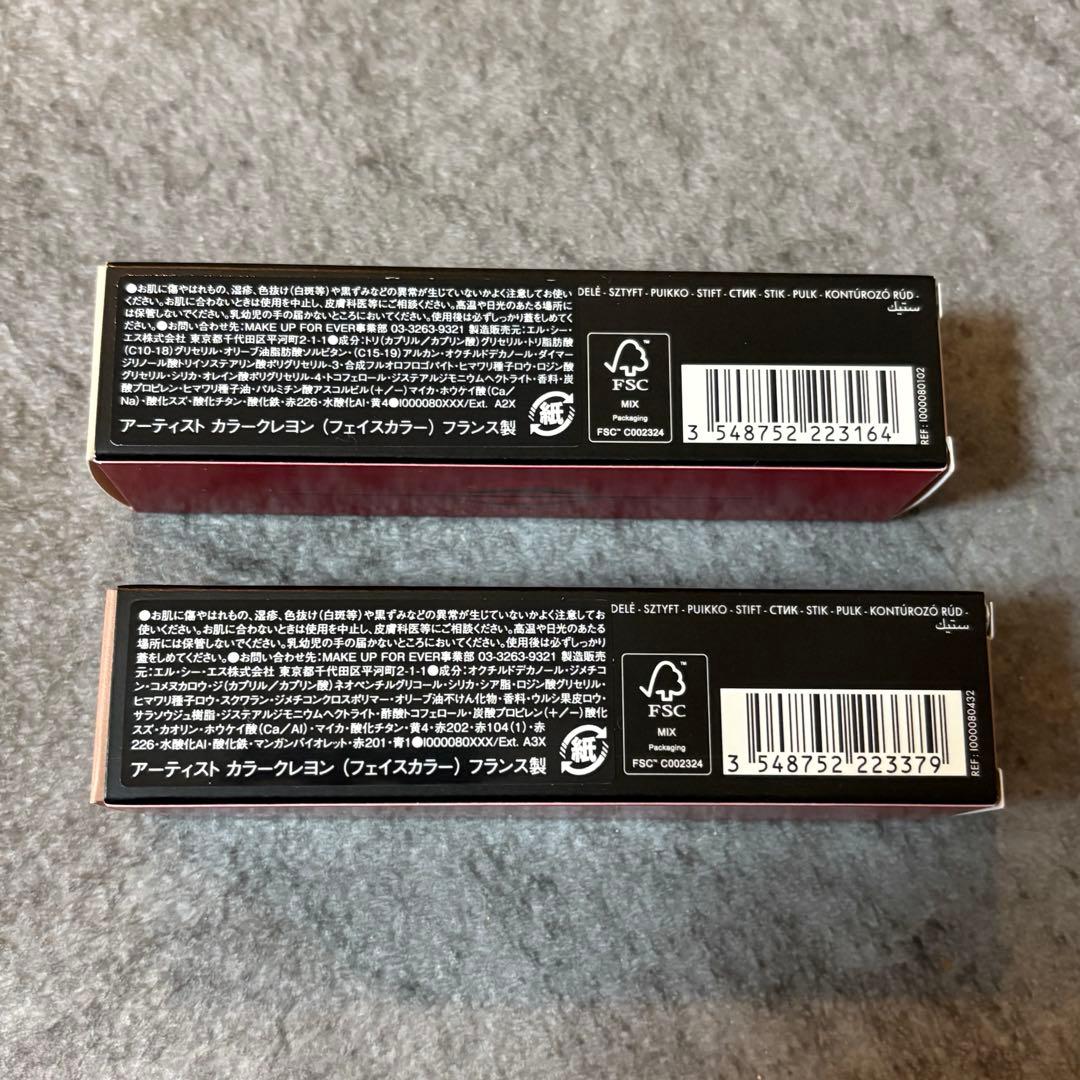 ●お肌に傷やはれもの、湿疹、色抜け(白斑等)や黒ずみなどの異常が生じていないかよく注意してお使い
ください。お肌に合わないときは使用を中止し、皮膚科医等にご相談ください。高温や日光のあたる場所に
は保管しないでください。乳幼児の手の届かないところにおいてください。使用後は必ずしっかり蓋をしめてく
ださい。●お問い合わせ先:MAKE UP FOR EVER事業部 03-3263-9321 製造販売元:エル・シー・
エス株式会社 東京都千代田区平河町2-1-1●成分:トリ(カプリル/カプリン酸)グリセリル・トリ脂肪酸
(C10-18)グリセリル・オリーブ油脂肪酸ソルビタン・(C15-19)アルカン・オクチルドデカノール・ダイマー
ジリノール酸トリイソステアリン酸ポリグリセリル-3・合成フルオロフロゴパイト・ヒマワリ種子ロウ・ロジン酸
グリセリル・シリカ・オレイン酸ポリグリセリル-4・トコフェロール・ジステアルジモニウムヘクトライト・香料・炭
酸プロピレン・ヒマワリ種子油・パルミチン酸アスコルビル(+/-)マイカ・ホウケイ酸(Ca/
Na)・酸化スズ・酸化チタン・酸化鉄・赤226・水酸化Al・黄4●I000080XXX/Ext. A2X
アーティスト カラークレヨン (フェイスカラー) フランス製
紙
DELĖ - SZTYFT - PUIKKO - STIFT - СТИК - STIK - PULK - KONTÚROZÓ RÚD -
ستيك
FSC
MIX
Packaging
FSC™ C002324
3 548752 223164
REF: I000080102
●お肌に傷やはれもの、湿疹、色抜け(白斑等)や黒ずみなどの異常が生じていないかよく注意してお
使いください。お肌に合わないときは使用を中止し、皮膚科医等にご相談ください。高温や日光のあたる
場所には保管しないでください。乳幼児の手の届かないところにおいてください。使用後は必ずしっかり
蓋をしめてください。●お問い合わせ先:MAKE UP FOR EVER事業部 03-3263-9321 製造販売
元:エル・シー・エス株式会社 東京都千代田区平河町2-1-1●成分:オクチルドデカノール・ジメチコ
ン・コメヌカロウ・ジ(カプリル/カプリン酸)ネオペンチルグリコール・シリカ・シア脂・ロジン酸グリセリル・
ヒマワリ種子ロウ・スクワラン・ジメチコンクロスポリマー・オリーブ油不けん化物・香料・ウルシ果皮ロウ・
サラソウジュ樹脂・ジステアルジモニウムヘクトライト・酢酸トコフェロール・炭酸プロピレン(+/-)酸化
スズ・カオリン・ホウケイ酸(Ca/Al)・マイカ・酸化チタン・黄4・赤202・赤104(1)・赤
226・水酸化Al・酸化鉄・マンガンバイオレット・赤201・青1●I000080XXX/Ext. A3X
アーティスト カラークレヨン (フェイスカラー) フランス製
紙
DELĖ - SZTYFT - PUIKKO - STIFT - СТИК - STIK - PULK - KONTÚROZÓ RÚD -
ستيك
FSC
MIX
Packaging
FSC™ C002324
3 548752 223379
REF: I000080432